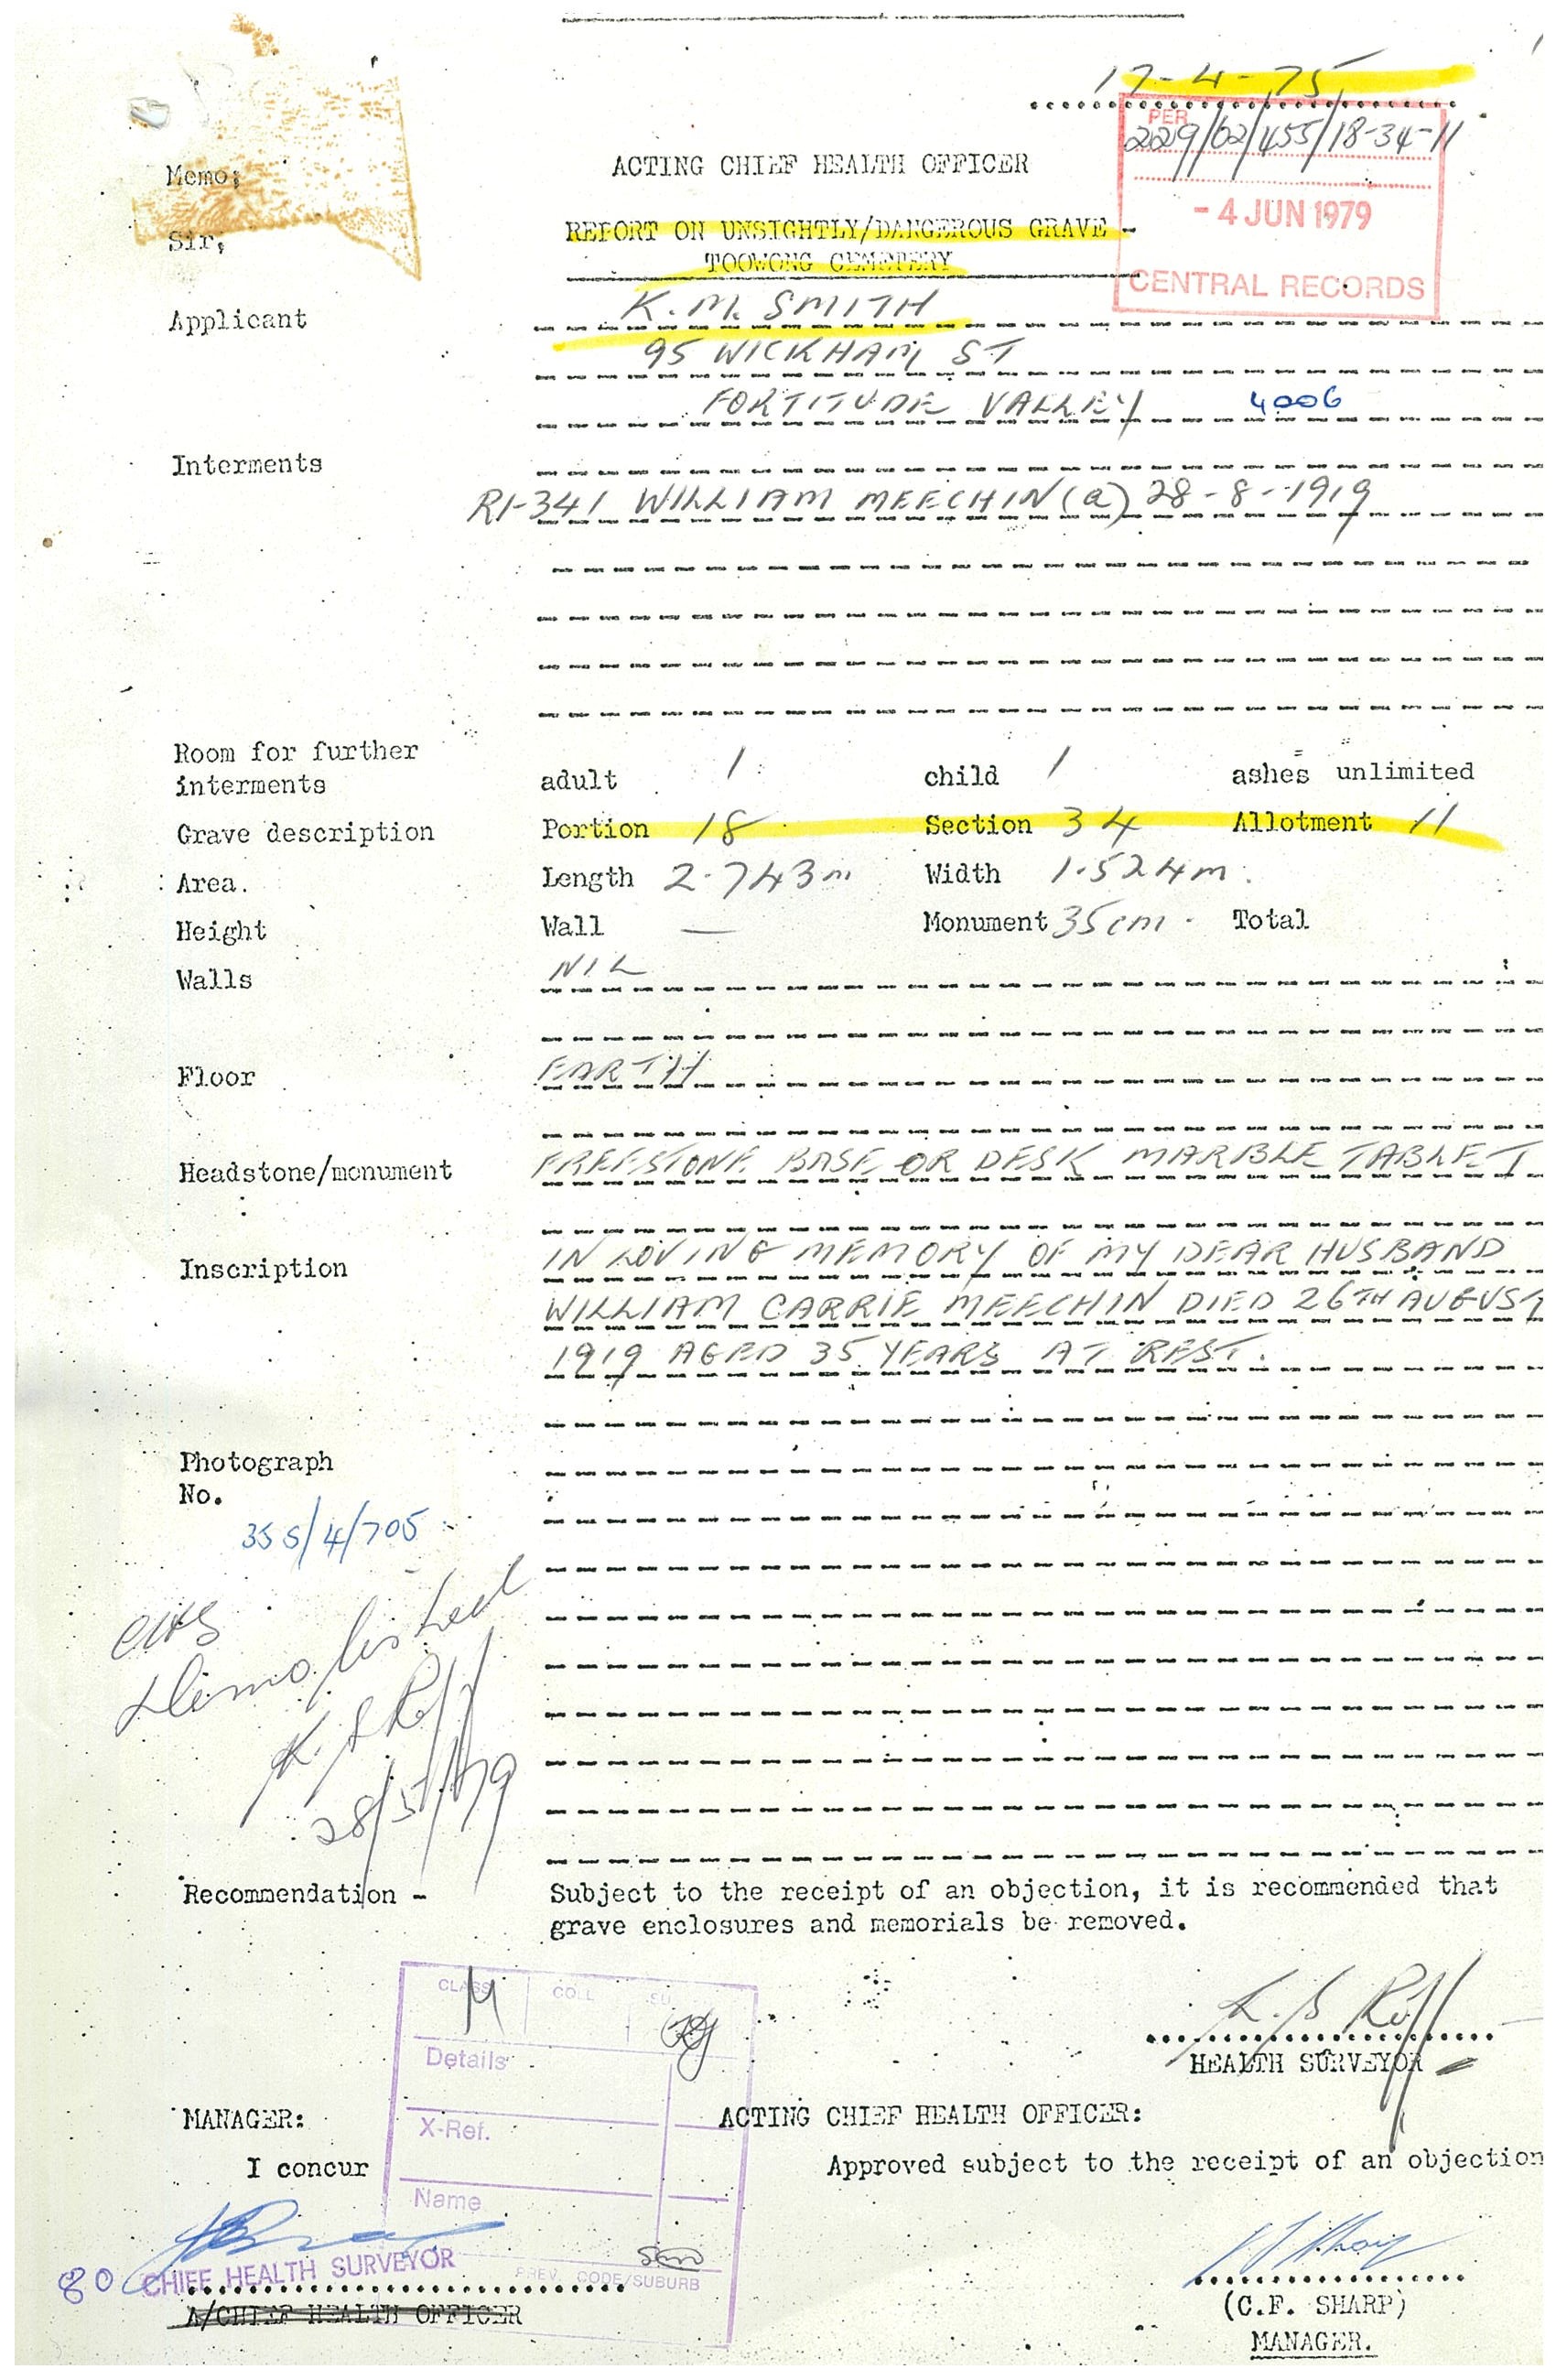 17-4-75
PER
229/02/455/18-34-11
- 4 JUN 1979
CENTRAL RECORDS
Memo:
ACTING CHIEF HEALTH OFFICER
Sir,
REPORT ON UNSIGHTLY/DANGEROUS GRAVE -
TOOWONG CEMETERY
Applicant K.M. SMITH
95 WICKHAM ST
FORTITUDE VALLEY 4006
Interments
R1-341 WILLIAM MEECHIN (a) 28-8-1919
Room for further
interments adult 1 child 1 ashes unlimited
Grave description Portion 18 Section 34 Allotment 11
Area. Length 2.743m Width 1.524m.
Height Wall — Monument 35cm. Total
Walls NIL
Floor EARTH
Headstone/monument FREESTONE BASE OR DESK MARBLE TABLET
Inscription IN LOVING MEMORY OF MY DEAR HUSBAND
WILLIAM CARRIE MEECHIN DIED 26TH AUGUST
1919 AGED 35 YEARS AT REST.
Photograph
No.
355/4/705
CHS
Demolished
28/5/79
Recommendation - Subject to the receipt of an objection, it is recommended that
grave enclosures and memorials be removed.
CLASS COLL SU
M
Details
HEALTH SURVEYOR
X-Ref.
MANAGER: ACTING CHIEF HEALTH OFFICER:
I concur Approved subject to the receipt of an objection
Name
80 CHIEF HEALTH SURVEYOR
PREV. CODE/SUBURB
A/CHIEF HEALTH OFFICER
(C.F. SHARP)
MANAGER.